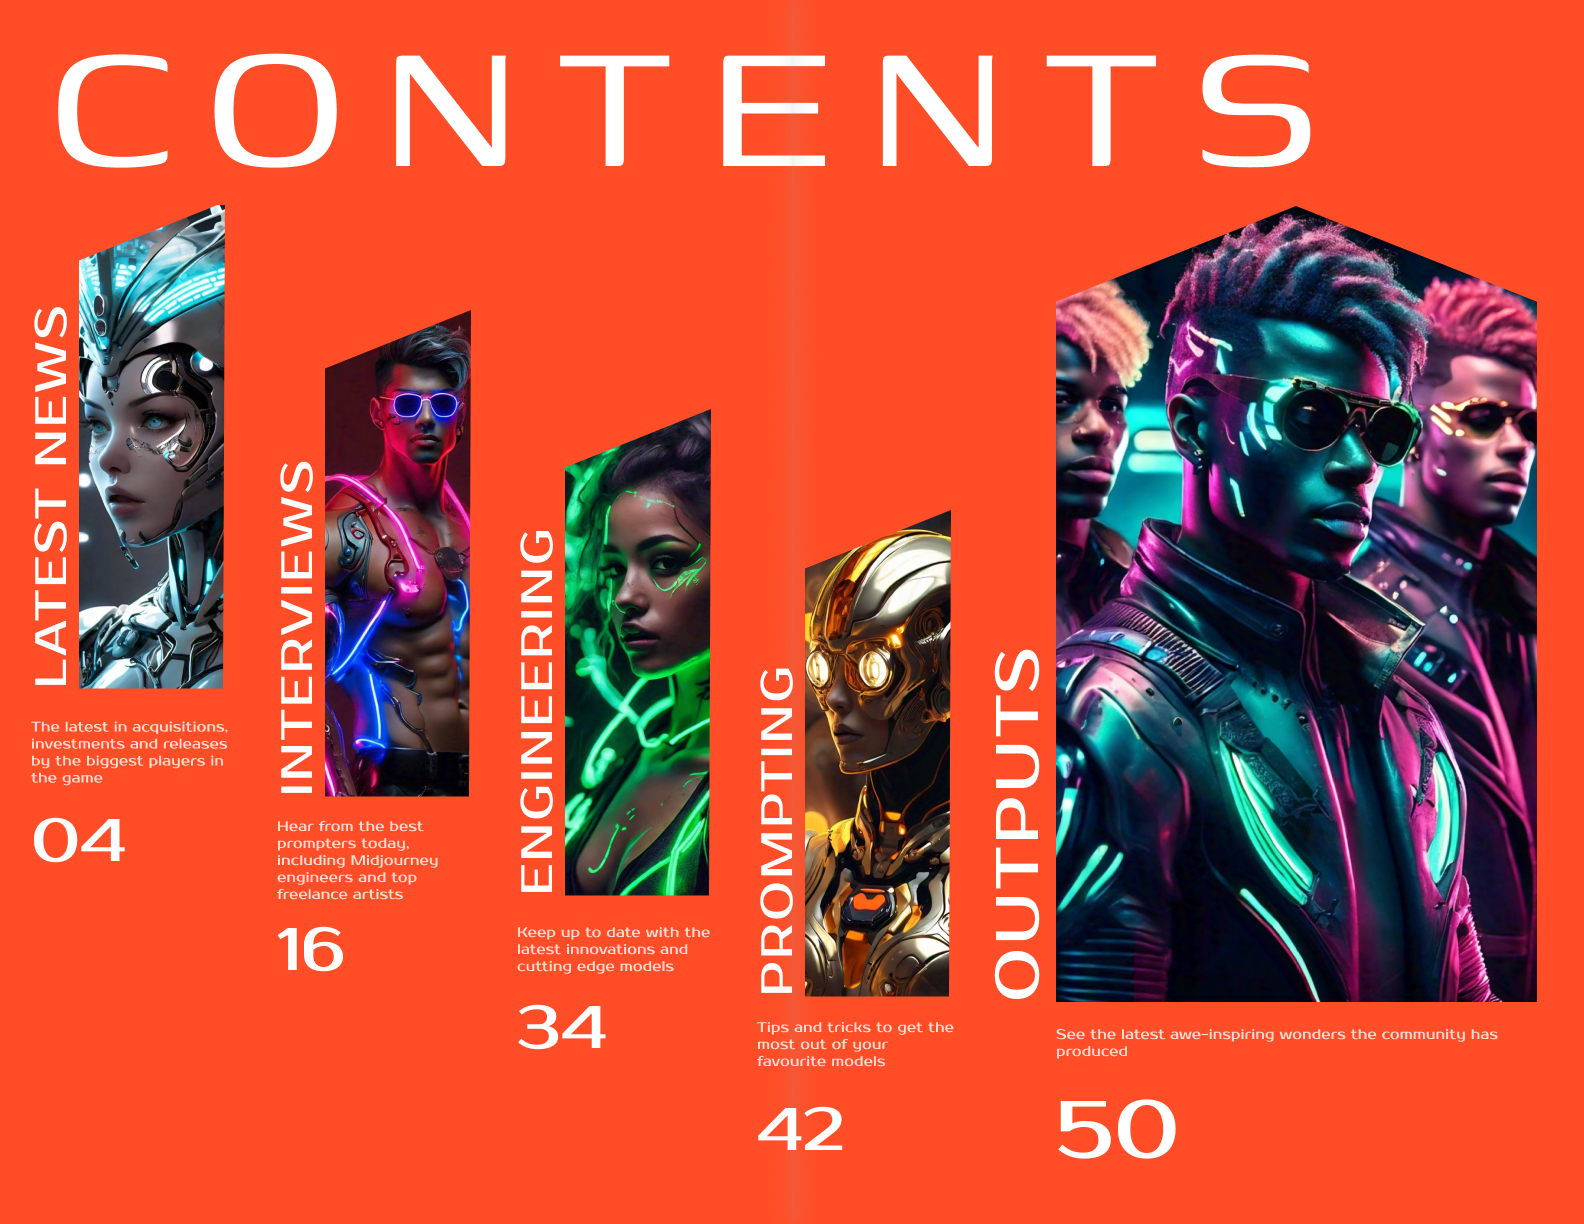 CONTENTS
LATEST NEWS
The latest in acquisitions,
investments and releases
by the biggest players in
the game
04
INTERVIEWS
Hear from the best
prompters today,
including Midjourney
engineers and top
freelance artists
16
ENGINEERING
Keep up to date with the
latest innovations and
cutting edge models
34
PROMPTING
Tips and tricks to get the
most out of your
favourite models
42
OUTPUTS
See the latest awe-inspiring wonders the community has
produced
50